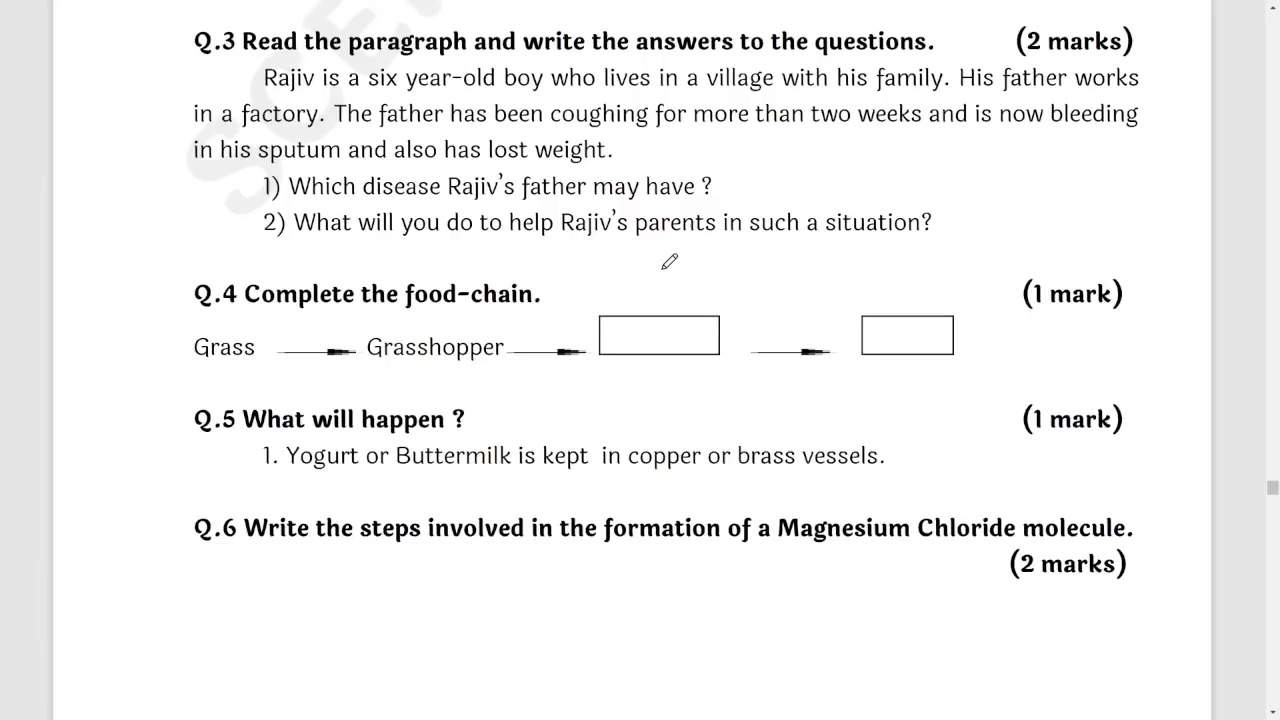 Q.3 Read the paragraph and write the answers to the questions. (2 marks)
Rajiv is a six year-old boy who lives in a village with his family. His father works
in a factory. The father has been coughing for more than two weeks and is now bleeding
in his sputum and also has lost weight.
1) Which disease Rajiv's father may have ?
2) What will you do to help Rajiv's parents in such a situation?
Q.4 Complete the food-chain. (1 mark)
Grass Grasshopper
Q.5 What will happen ? (1 mark)
1. Yogurt or Buttermilk is kept in copper or brass vessels.
Q.6 Write the steps involved in the formation of a Magnesium Chloride molecule.
(2 marks)